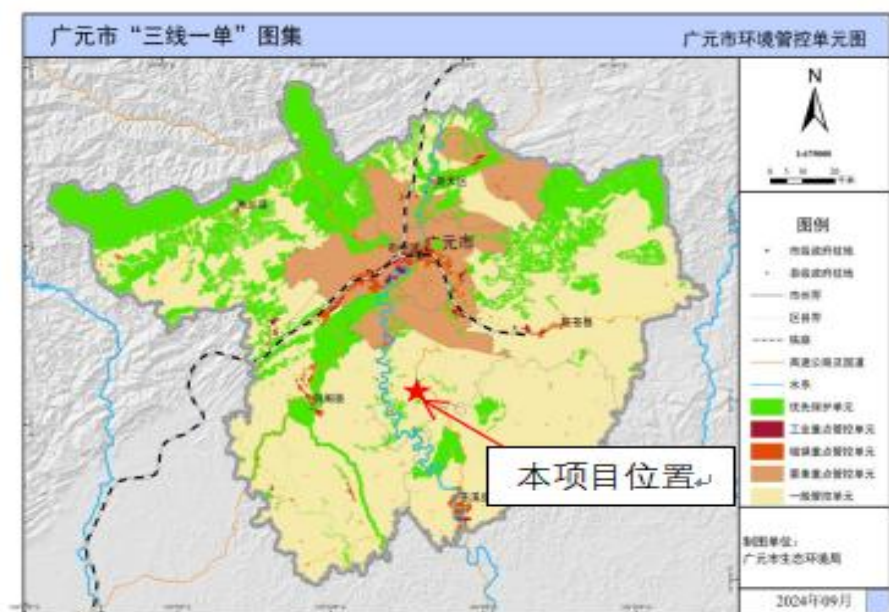 广元市“三线一单”图集
广元市环境管控单元图
N
0 5 10 20
图例
市级政府驻地
县级政府驻地
市州界
区县界
铁路
高速公路及国道
水系
优先保护单元
工业重点管控单元
城镇重点管控单元
要素重点管控单元
一般管控单元
广元市
本项目位置
制图单位：
广元市生态环境局
2024年09月